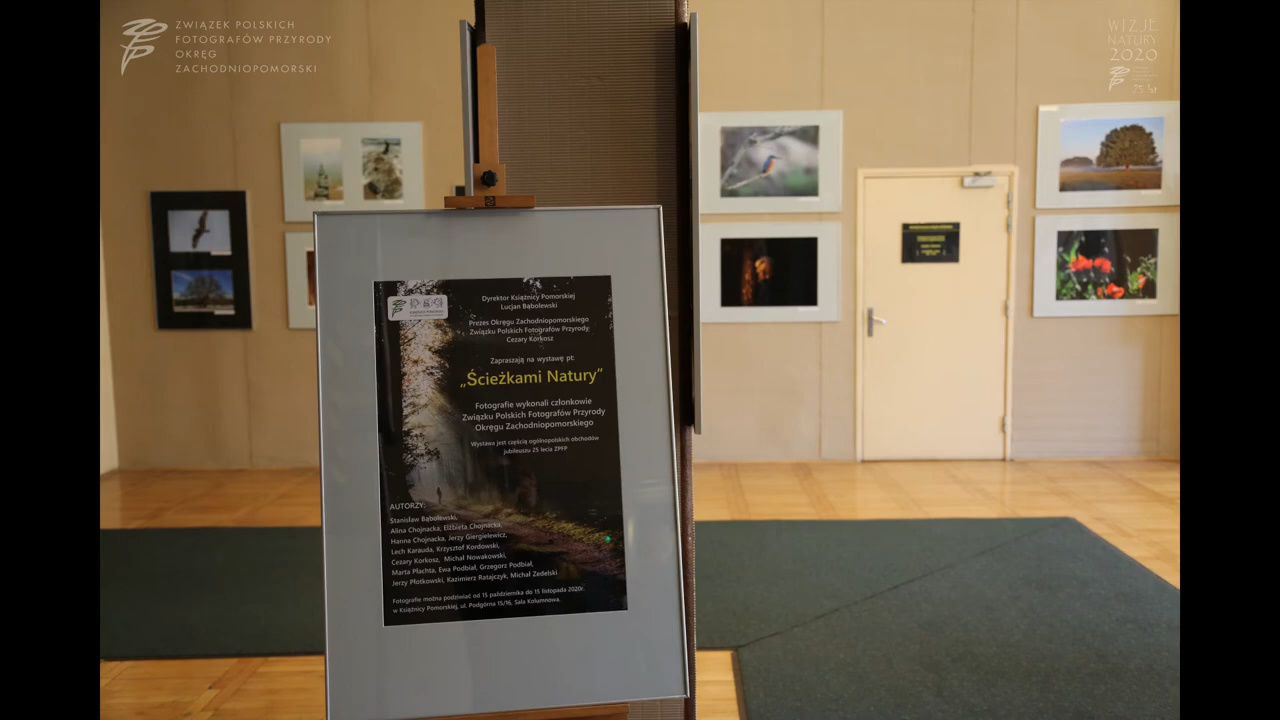 ZWIĄZEK POLSKICH
FOTOGRAFÓW PRZYRODY
OKRĘG
ZACHODNIOPOMORSKI
WIZJE
NATURY
2020
Dyrektor Książnicy Pomorskiej
Lucjan Bąbolewski
Prezes Okręgu Zachodniopomorskiego
Związku Polskich Fotografów Przyrody
Cezary Korkosz
Zapraszają na wystawę pt:
„Ścieżkami Natury”
Fotografie wykonali członkowie
Związku Polskich Fotografów Przyrody
Okręgu Zachodniopomorskiego
Wystawa jest częścią ogólnopolskich obchodów
jubileuszu 25 lecia ZPFP
AUTORZY:
Stanisław Bąbolewski,
Alina Chojnacka, Elżbieta Chojnacka,
Hanna Chojnacka, Jerzy Giergielewicz,
Lech Karauda, Krzysztof Kordowski,
Cezary Korkosz, Michał Nowakowski,
Marta Płachta, Ewa Podbiał, Grzegorz Podbiał,
Jerzy Płotkowski, Kazimierz Ratajczyk, Michał Zedelski
Fotografie można podziwiać od 15 października do 15 listopada 2020r.
w Książnicy Pomorskiej, ul. Podgórna 15/16, Sala Kolumnowa.